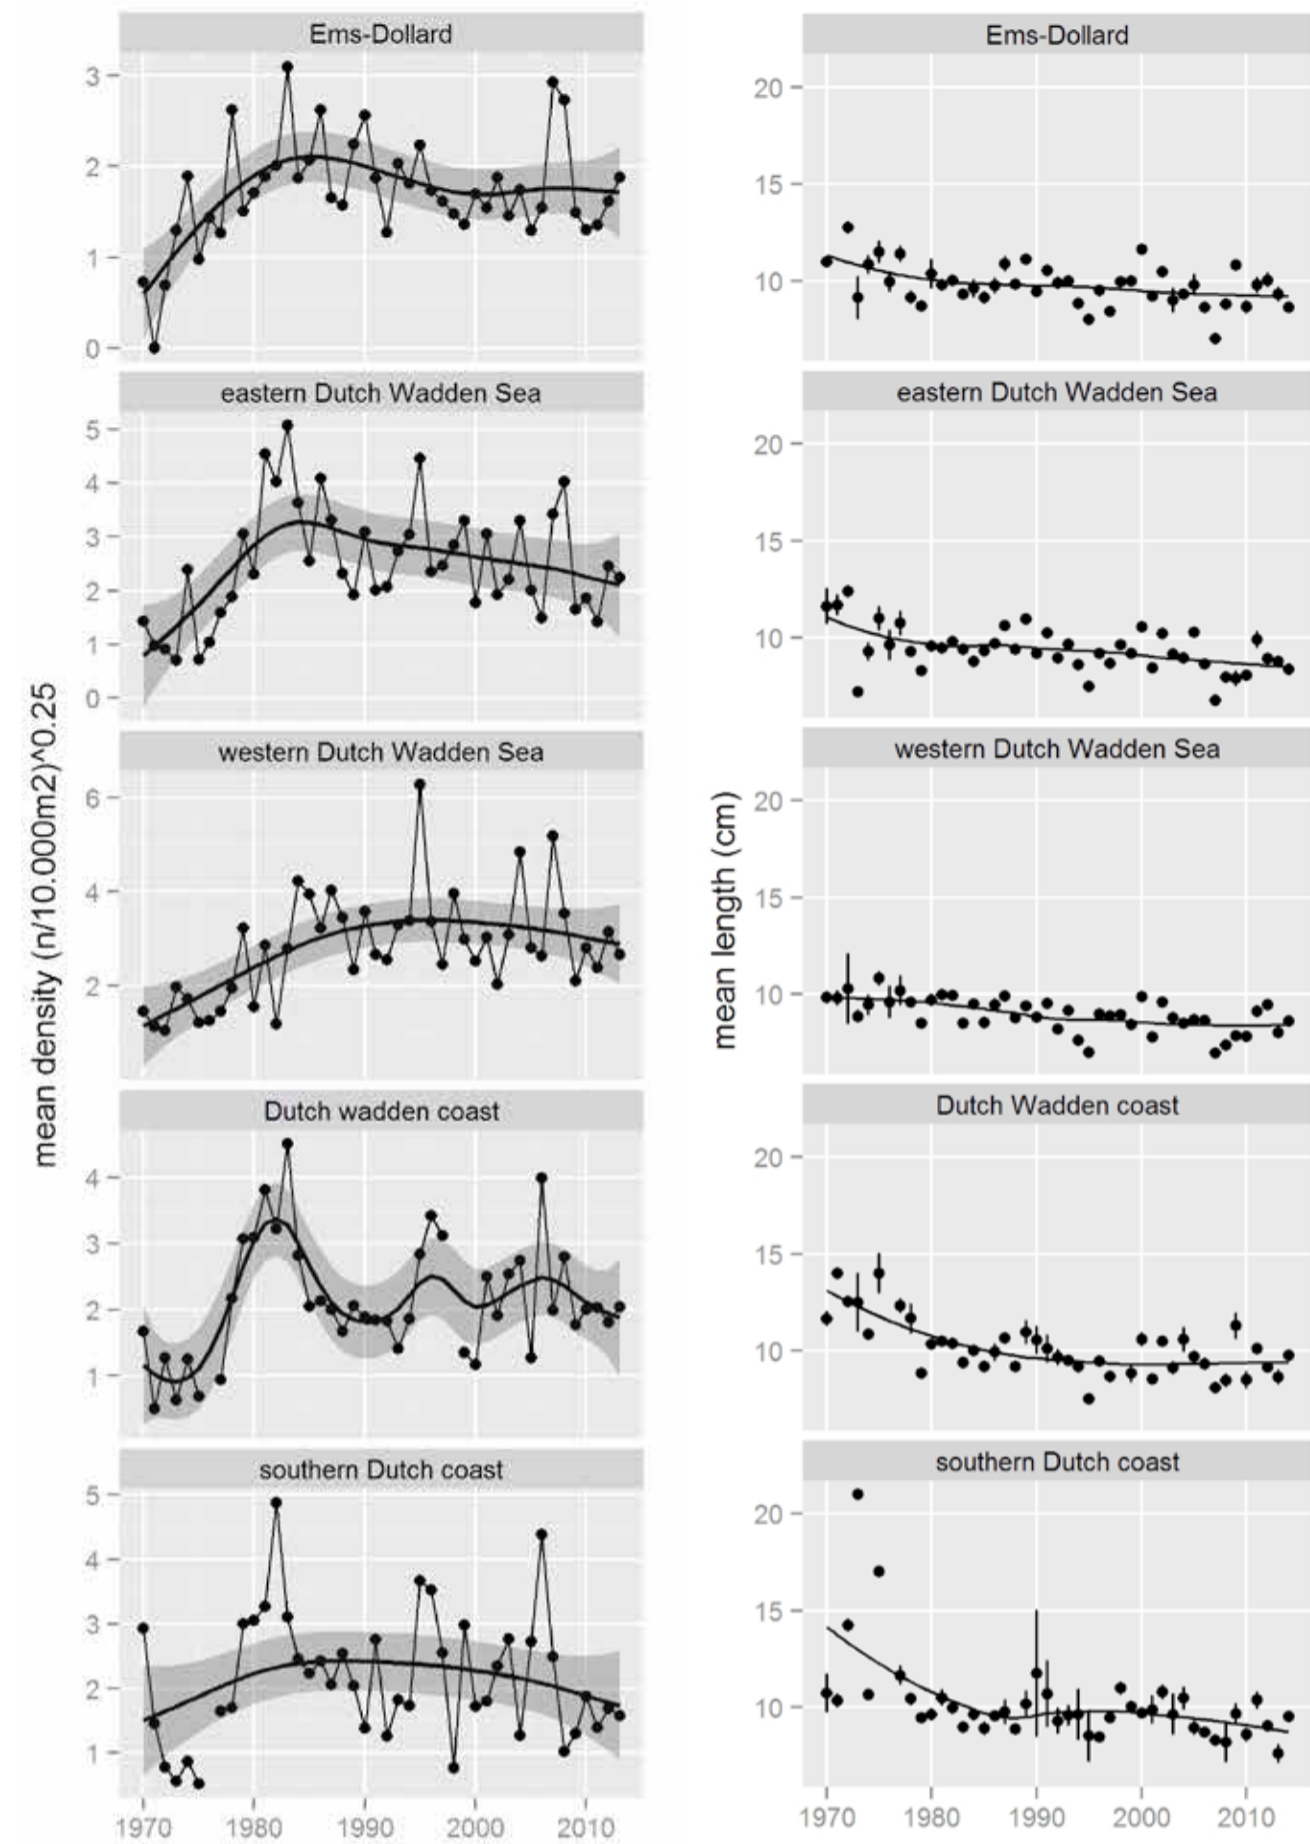 mean density (n/10.000m2)^0.25
Ems-Dollard
3
2
1
0
eastern Dutch Wadden Sea
5
4
3
2
1
0
western Dutch Wadden Sea
6
4
2
Dutch wadden coast
4
3
2
1
southern Dutch coast
5
4
3
2
1
1970 1980 1990 2000 2010
mean length (cm)
Ems-Dollard
20
15
10
eastern Dutch Wadden Sea
20
15
10
western Dutch Wadden Sea
20
15
10
Dutch Wadden coast
20
15
10
southern Dutch coast
20
15
10
1970 1980 1990 2000 2010